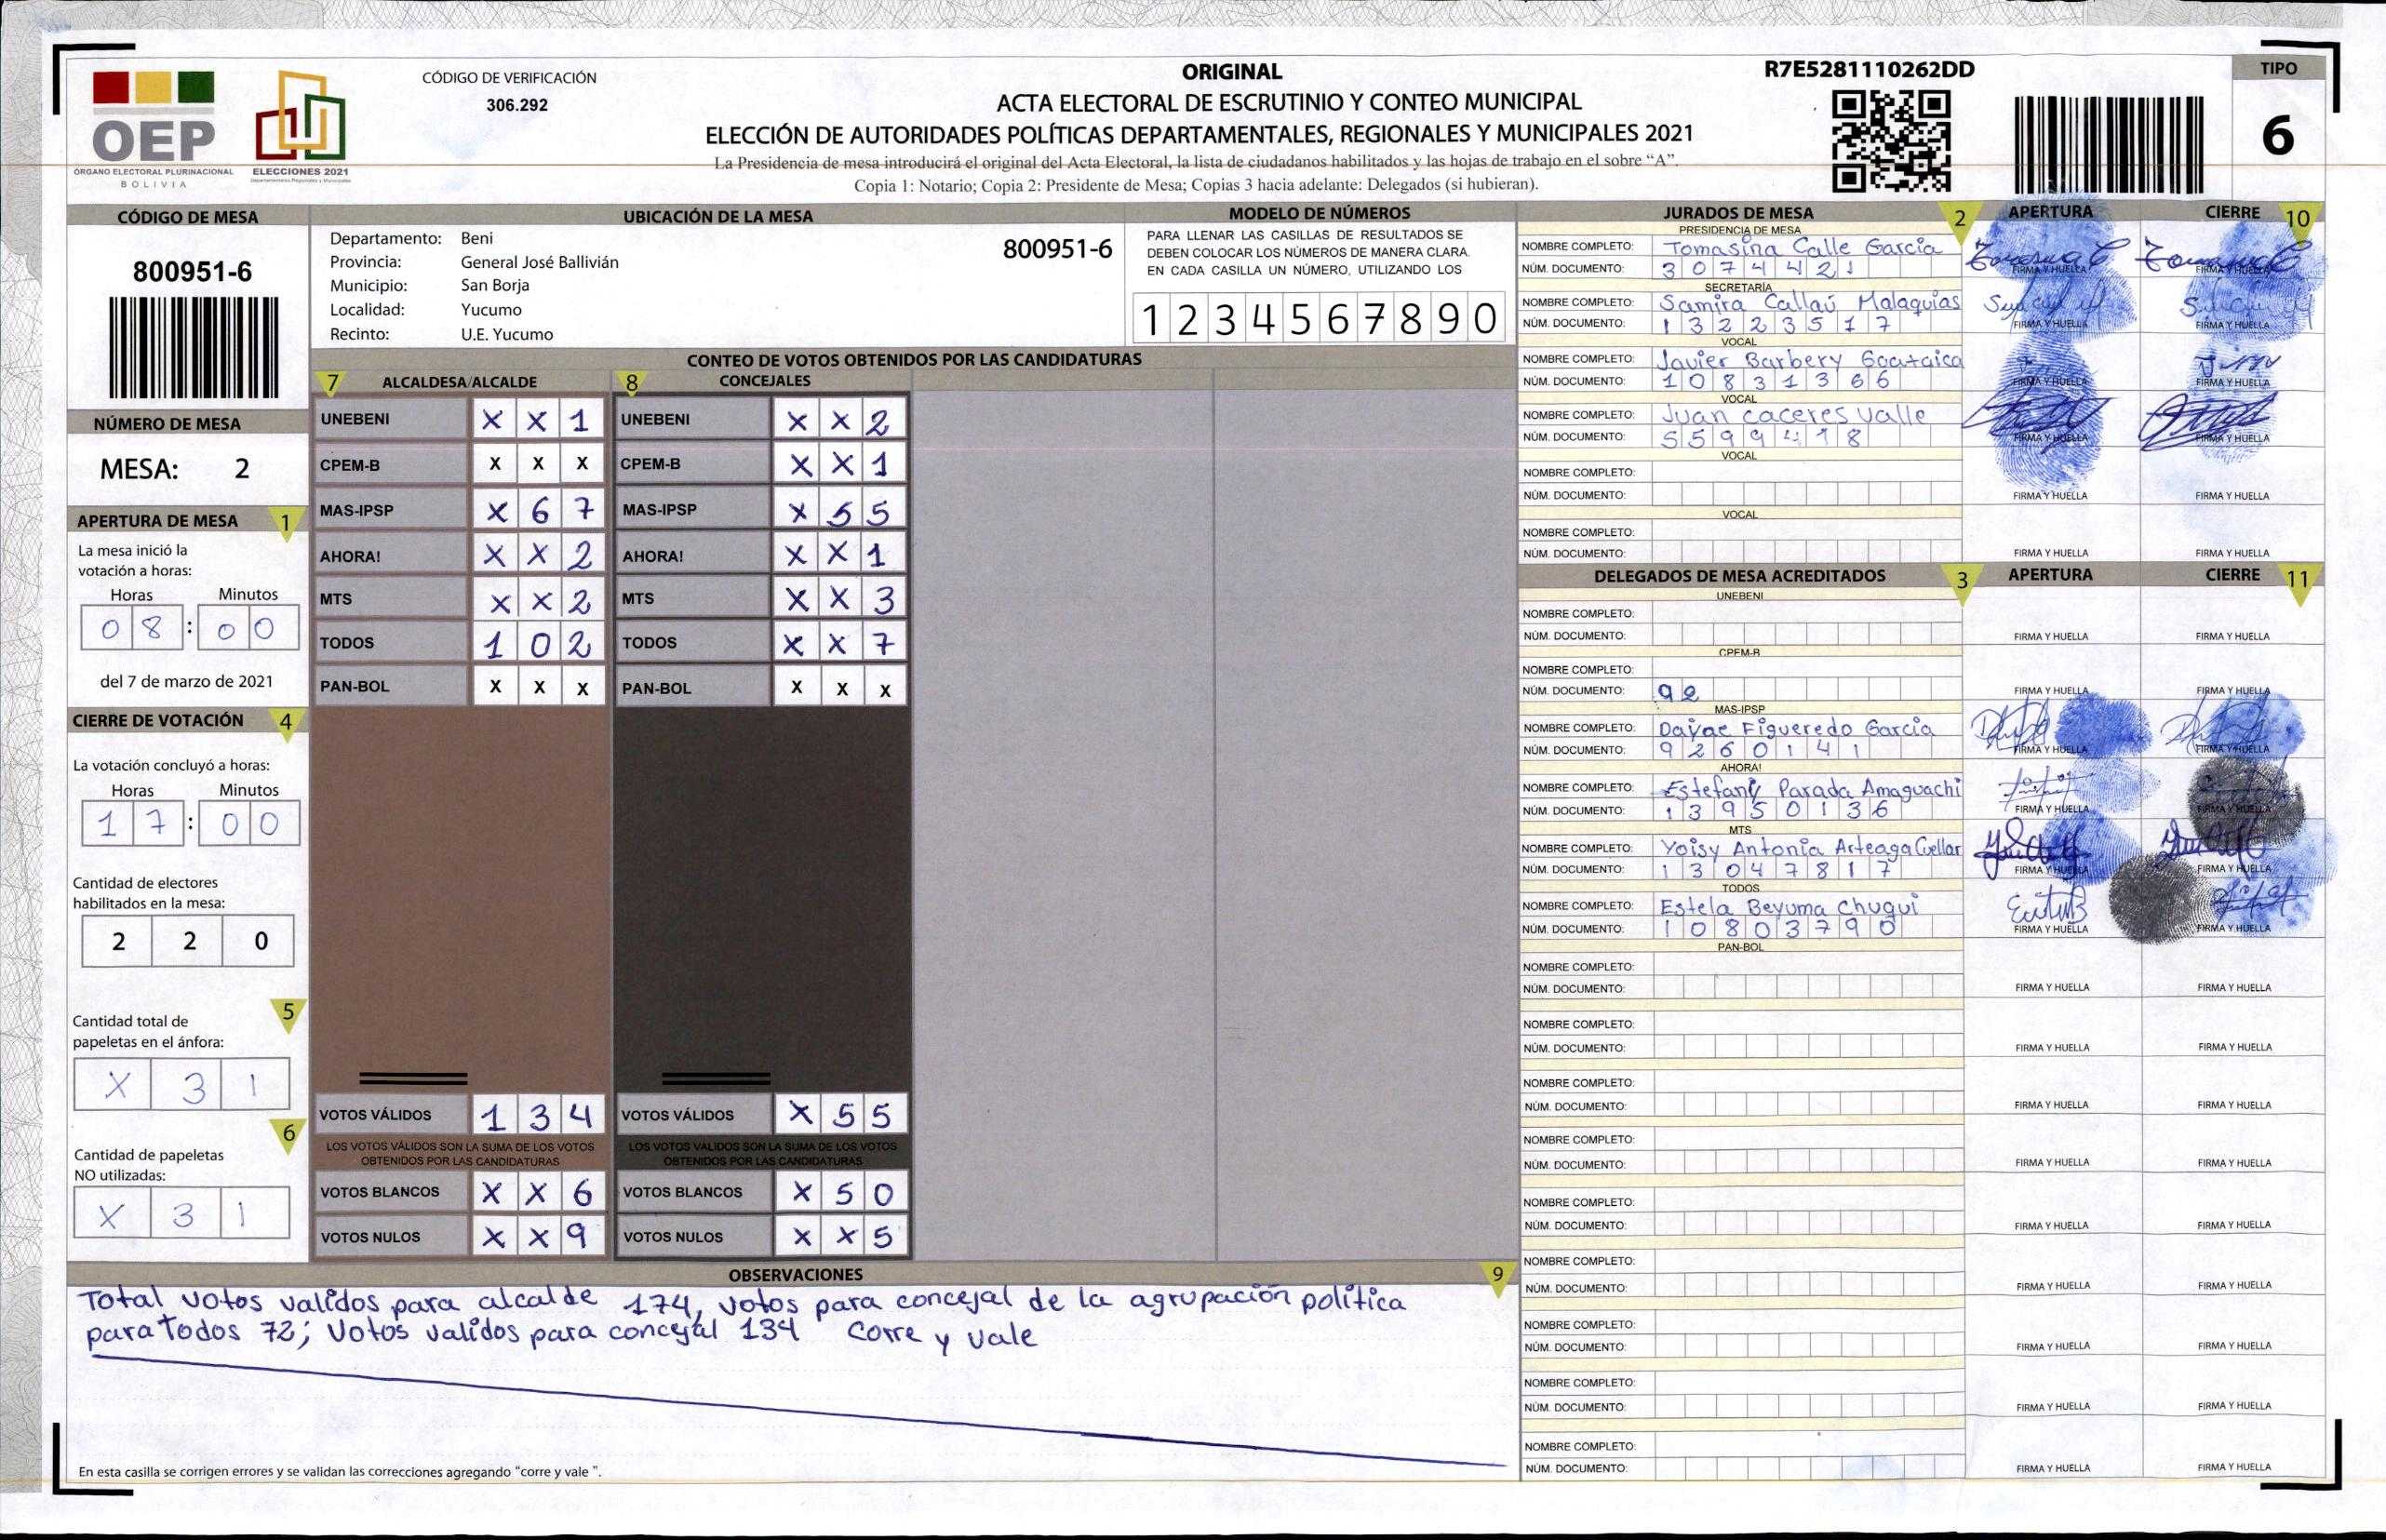 CÓDIGO DE VERIFICACIÓN
306.292
OEP
ÓRGANO ELECTORAL PLURINACIONAL
BOLIVIA
ELECCIONES 2021
Departamentales, Regionales y Municipales
ORIGINAL
ACTA ELECTORAL DE ESCRUTINIO Y CONTEO MUNICIPAL
ELECCIÓN DE AUTORIDADES POLÍTICAS DEPARTAMENTALES, REGIONALES Y MUNICIPALES 2021
La Presidencia de mesa introducirá el original del Acta Electoral, la lista de ciudadanos habilitados y las hojas de trabajo en el sobre “A”.
Copia 1: Notario; Copia 2: Presidente de Mesa; Copias 3 hacia adelante: Delegados (si hubieran).
R7E5281110262DD
TIPO
6
CÓDIGO DE MESA
800951-6
NÚMERO DE MESA
MESA: 2
APERTURA DE MESA 1
La mesa inició la
votación a horas:
Horas Minutos
0 8 : 0 0
del 7 de marzo de 2021
CIERRE DE VOTACIÓN 4
La votación concluyó a horas:
Horas Minutos
1 7 : 0 0
Cantidad de electores
habilitados en la mesa:
2 2 0
5
Cantidad total de
papeletas en el ánfora:
X 3 1
6
Cantidad de papeletas
NO utilizadas:
X 3 1
UBICACIÓN DE LA MESA
Departamento: Beni
800951-6
Provincia: General José Ballivián
Municipio: San Borja
Localidad: Yucumo
Recinto: U.E. Yucumo
MODELO DE NÚMEROS
PARA LLENAR LAS CASILLAS DE RESULTADOS SE
DEBEN COLOCAR LOS NÚMEROS DE MANERA CLARA.
EN CADA CASILLA UN NÚMERO, UTILIZANDO LOS
1 2 3 4 5 6 7 8 9 0
CONTEO DE VOTOS OBTENIDOS POR LAS CANDIDATURAS
7 ALCALDESA/ALCALDE 8 CONCEJALES
UNEBENI X X 1 UNEBENI X X 2
CPEM-B X X X CPEM-B X X 1
MAS-IPSP X 6 7 MAS-IPSP X 5 5
AHORA! X X 2 AHORA! X X 1
MTS X X 2 MTS X X 3
TODOS 1 0 2 TODOS X X 7
PAN-BOL X X X PAN-BOL X X X
VOTOS VÁLIDOS 1 3 4 VOTOS VÁLIDOS X 5 5
LOS VOTOS VÁLIDOS SON LA SUMA DE LOS VOTOS LOS VOTOS VÁLIDOS SON LA SUMA DE LOS VOTOS
OBTENIDOS POR LAS CANDIDATURAS OBTENIDOS POR LAS CANDIDATURAS
VOTOS BLANCOS X X 6 VOTOS BLANCOS X 5 0
VOTOS NULOS X X 9 VOTOS NULOS X X 5
OBSERVACIONES 9
Total votos validos para alcalde 174, votos para concejal de la agrupación politica
para Todos 72; Votos validos para concejal 134 Corre y vale
En esta casilla se corrigen errores y se validan las correcciones agregando “corre y vale ”.
JURADOS DE MESA 2 APERTURA CIERRE 10
PRESIDENCIA DE MESA
NOMBRE COMPLETO: Tomasina Calle Garcia
NÚM. DOCUMENTO: 3 0 7 4 4 2 1 FIRMA Y HUELLA FIRMA Y HUELLA
SECRETARÍA
NOMBRE COMPLETO: Samira Callaú Malaquias
NÚM. DOCUMENTO: 1 3 2 2 3 5 1 7 FIRMA Y HUELLA FIRMA Y HUELLA
VOCAL
NOMBRE COMPLETO: Javier Barbery
NÚM. DOCUMENTO: 1 0 8 3 1 3 6 6 FIRMA Y HUELLA FIRMA Y HUELLA
VOCAL
NOMBRE COMPLETO: Juan caceres Valle
NÚM. DOCUMENTO: FIRMA Y HUELLA FIRMA Y HUELLA
VOCAL
NOMBRE COMPLETO:
NÚM. DOCUMENTO: FIRMA Y HUELLA FIRMA Y HUELLA
VOCAL
NOMBRE COMPLETO:
NÚM. DOCUMENTO: FIRMA Y HUELLA FIRMA Y HUELLA
DELEGADOS DE MESA ACREDITADOS 3 APERTURA CIERRE 11
UNEBENI
NOMBRE COMPLETO:
NÚM. DOCUMENTO: FIRMA Y HUELLA FIRMA Y HUELLA
CPEM-B
NOMBRE COMPLETO:
NÚM. DOCUMENTO: 9 2 FIRMA Y HUELLA FIRMA Y HUELLA
MAS-IPSP
NOMBRE COMPLETO: Dayae Figueredo Garcia
NÚM. DOCUMENTO: 9 2 6 0 1 4 1 FIRMA Y HUELLA FIRMA Y HUELLA
AHORA!
NOMBRE COMPLETO: Estefany Parada Amaguachi
NÚM. DOCUMENTO: 1 3 9 5 0 1 3 6 FIRMA Y HUELLA FIRMA Y HUELLA
MTS
NOMBRE COMPLETO: Yoisy Antonia Arteaga Cuellar
NÚM. DOCUMENTO: 1 3 0 4 7 8 1 7 FIRMA Y HUELLA FIRMA Y HUELLA
TODOS
NOMBRE COMPLETO: Estela Beyuma Chuqui
NÚM. DOCUMENTO: 1 0 8 0 3 7 9 0 FIRMA Y HUELLA FIRMA Y HUELLA
PAN-BOL
NOMBRE COMPLETO:
NÚM. DOCUMENTO: FIRMA Y HUELLA FIRMA Y HUELLA
NOMBRE COMPLETO:
NÚM. DOCUMENTO: FIRMA Y HUELLA FIRMA Y HUELLA
NOMBRE COMPLETO:
NÚM. DOCUMENTO: FIRMA Y HUELLA FIRMA Y HUELLA
NOMBRE COMPLETO:
NÚM. DOCUMENTO: FIRMA Y HUELLA FIRMA Y HUELLA
NOMBRE COMPLETO:
NÚM. DOCUMENTO: FIRMA Y HUELLA FIRMA Y HUELLA
NOMBRE COMPLETO:
NÚM. DOCUMENTO: FIRMA Y HUELLA FIRMA Y HUELLA
NOMBRE COMPLETO:
NÚM. DOCUMENTO: FIRMA Y HUELLA FIRMA Y HUELLA
NOMBRE COMPLETO:
NÚM. DOCUMENTO: FIRMA Y HUELLA FIRMA Y HUELLA
NOMBRE COMPLETO:
NÚM. DOCUMENTO: FIRMA Y HUELLA FIRMA Y HUELLA